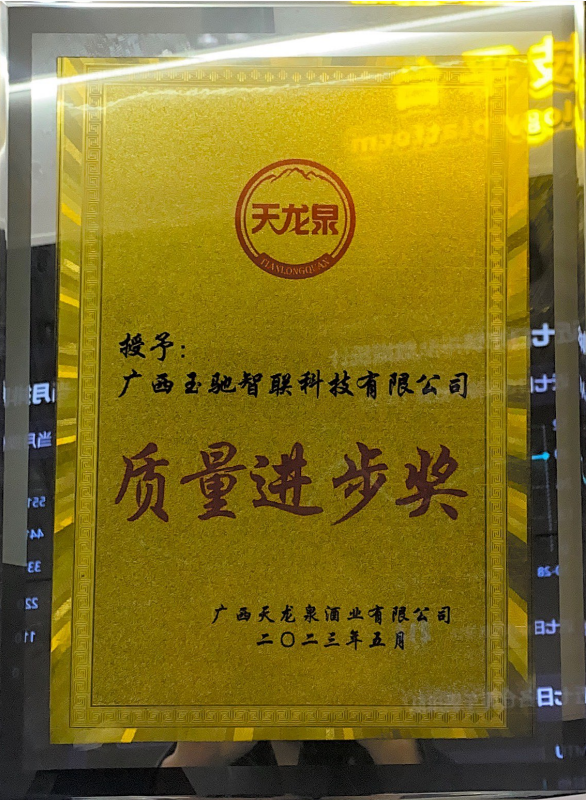 天龙泉
TIANLONGQUAN
授予：
广西玉驰智联科技有限公司
质量进步奖
广西天龙泉酒业有限公司
二〇二三年五月